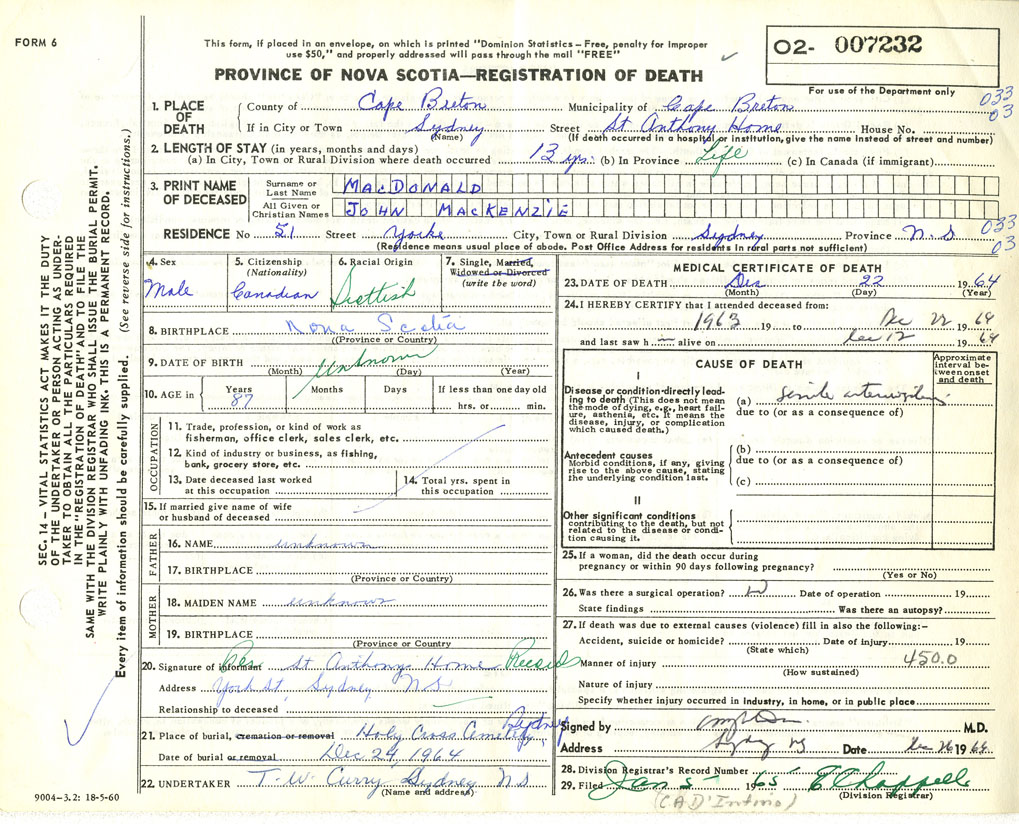 FORM 6
This form, if placed in an envelope, on which is printed "Dominion Statistics – Free, penalty for improper
use $50," and properly addressed will pass through the mail "FREE"
PROVINCE OF NOVA SCOTIA—REGISTRATION OF DEATH
02- 007232
For use of the Department only
SEC. 14 – VITAL STATISTICS ACT MAKES IT THE DUTY
OF THE UNDERTAKER OR PERSON ACTING AS UNDER-
TAKER TO OBTAIN ALL THE PARTICULARS REQUIRED
IN THE "REGISTRATION OF DEATH" AND TO FILE THE
SAME WITH THE DIVISION REGISTRAR WHO SHALL ISSUE THE BURIAL PERMIT.
WRITE PLAINLY WITH UNFADING INK. THIS IS A PERMANENT RECORD.
Every item of information should be carefully supplied. (See reverse side for instructions.)
1. PLACE OF DEATH
County of Cape Breton Municipality of Cape Breton 033
03
If in City or Town Sydney Street St Anthony Home House No.
(Name) (If death occurred in a hospital or institution, give the name instead of street and number)
2. LENGTH OF STAY (in years, months and days)
(a) In City, Town or Rural Division where death occurred 13 yrs. (b) In Province Life (c) In Canada (if immigrant)
3. PRINT NAME OF DECEASED
Surname or Last Name MacDONALD
All Given or Christian Names JOHN MACKENZIE
RESIDENCE No 51 Street Yorke City, Town or Rural Division Sydney Province N.S 033
03
(Residence means usual place of abode. Post Office Address for residents in rural parts not sufficient)
4. Sex
Male
5. Citizenship
(Nationality)
Canadian
6. Racial Origin
Scottish
7. Single, Married,
Widowed or Divorced
(write the word)
8. BIRTHPLACE Nova Scotia
(Province or Country)
9. DATE OF BIRTH unknown
(Month) (Day) (Year)
10. AGE in
Years
87
Months
Days
If less than one day old
hrs. or min.
OCCUPATION
11. Trade, profession, or kind of work as
fisherman, office clerk, sales clerk, etc.
12. Kind of industry or business, as fishing,
bank, grocery store, etc.
13. Date deceased last worked
at this occupation
14. Total yrs. spent in
this occupation
15. If married give name of wife
or husband of deceased
FATHER
16. NAME unknown
17. BIRTHPLACE
(Province or Country)
MOTHER
18. MAIDEN NAME unknown
19. BIRTHPLACE
(Province or Country)
20. Signature of informant St Anthony Home Records
Address York St, Sydney NS
Relationship to deceased
21. Place of burial, cremation or removal Holy Cross Cemetery, Sydney
Date of burial or removal Dec 24, 1964
22. UNDERTAKER T. W. Curry Sydney N S
(Name and address)
9004-3.2: 18-5-60
MEDICAL CERTIFICATE OF DEATH
23. DATE OF DEATH Dec 22 1964
(Month) (Day) (Year)
24. I HEREBY CERTIFY that I attended deceased from:
1963 19 to Dec 22 1964
and last saw h im alive on Dec 12 1964
CAUSE OF DEATH
Approximate
interval be-
tween onset
and death
I
Disease or condition directly lead-
ing to death (This does not mean
the mode of dying, e.g., heart fail-
ure, asthenia, etc. It means the
disease, injury, or complication
which caused death.)
(a) senile
due to (or as a consequence of)
Antecedent causes
Morbid conditions, if any, giving
rise to the above cause, stating
the underlying condition last.
(b)
due to (or as a consequence of)
(c)
II
Other significant conditions
contributing to the death, but not
related to the disease or condi-
tion causing it.
25. If a woman, did the death occur during
pregnancy or within 90 days following pregnancy?
(Yes or No)
26. Was there a surgical operation? Date of operation 19
State findings Was there an autopsy?
27. If death was due to external causes (violence) fill in also the following:-
Accident, suicide or homicide? Date of injury 19
(State which)
Manner of injury 450.0
(How sustained)
Nature of injury
Specify whether injury occurred in industry, in home, or in public place
Signed by M.D.
Address Sydney NS Date Dec 26 1964
28. Division Registrar's Record Number
29. Filed Jan 5 1965 E Chappell
(Division Registrar)
(C.A D'Intino)